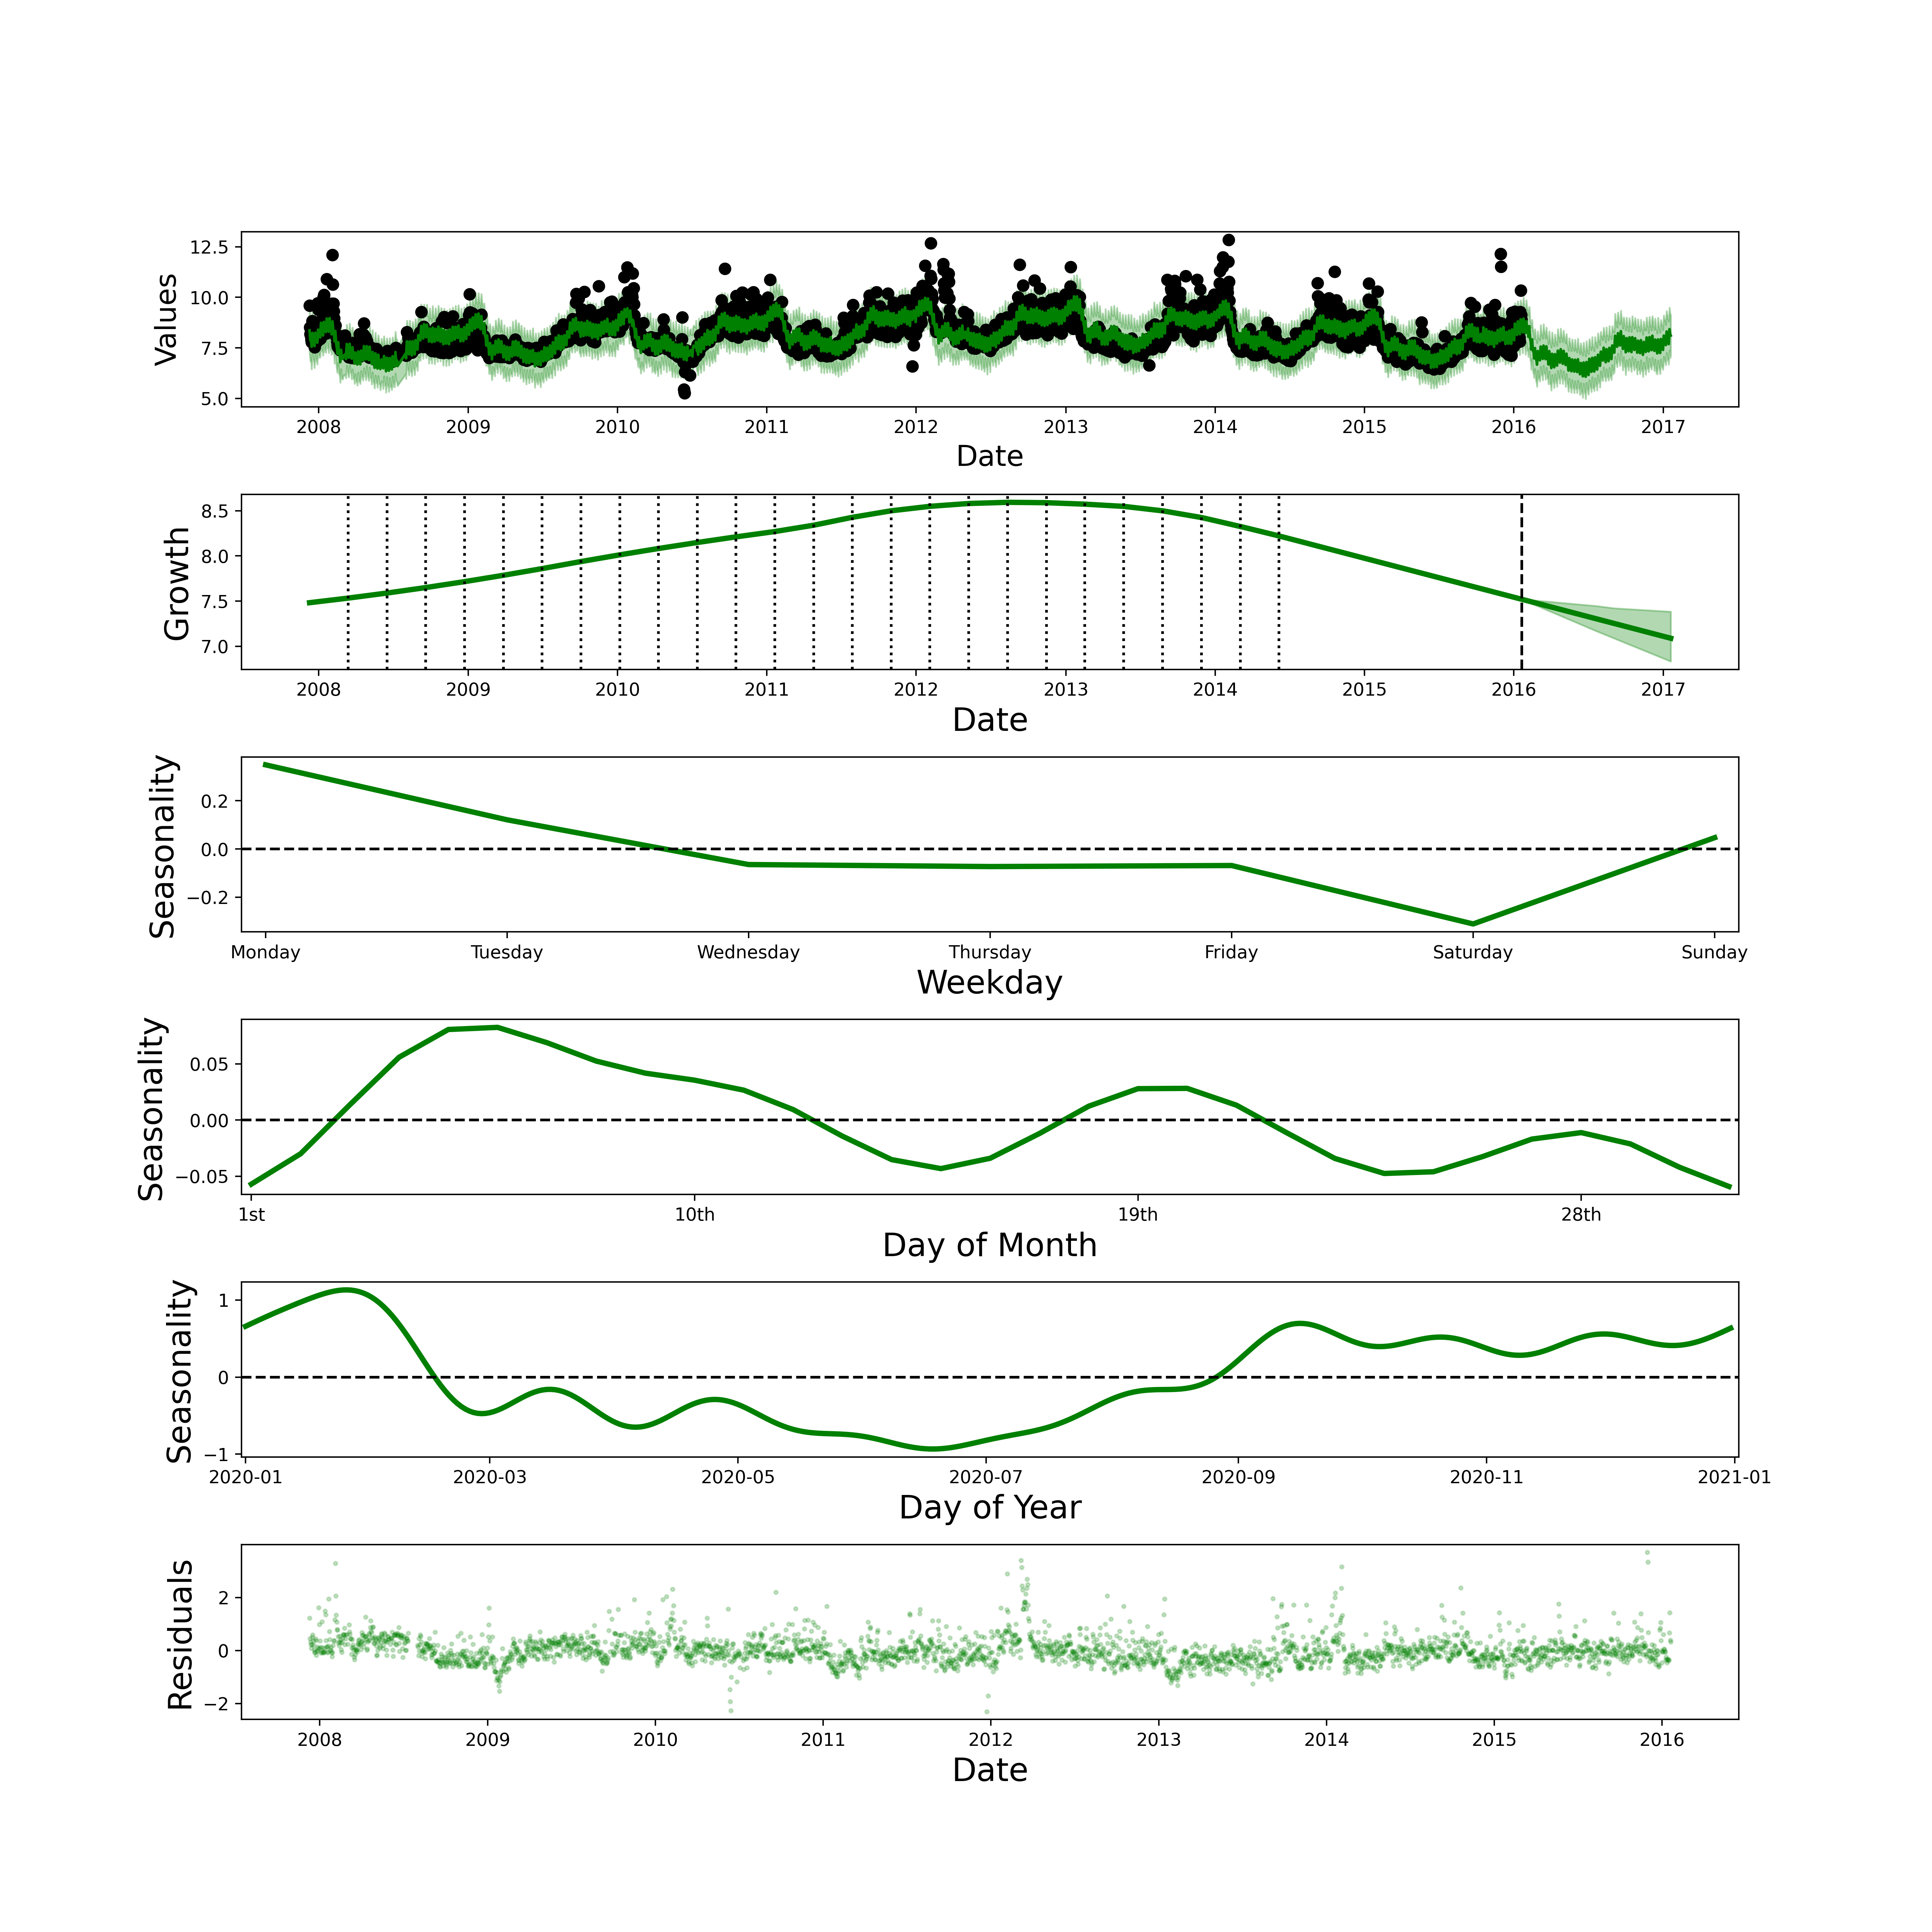 Values
12.5
10.0
7.5
5.0
2008 2009 2010 2011 2012 2013 2014 2015 2016 2017
Date
Growth
8.5
8.0
7.5
7.0
2008 2009 2010 2011 2012 2013 2014 2015 2016 2017
Date
Seasonality
0.2
0.0
−0.2
Monday Tuesday Wednesday Thursday Friday Saturday Sunday
Weekday
Seasonality
0.05
0.00
−0.05
1st 10th 19th 28th
Day of Month
Seasonality
1
0
−1
2020-01 2020-03 2020-05 2020-07 2020-09 2020-11 2021-01
Day of Year
Residuals
2
0
−2
2008 2009 2010 2011 2012 2013 2014 2015 2016
Date